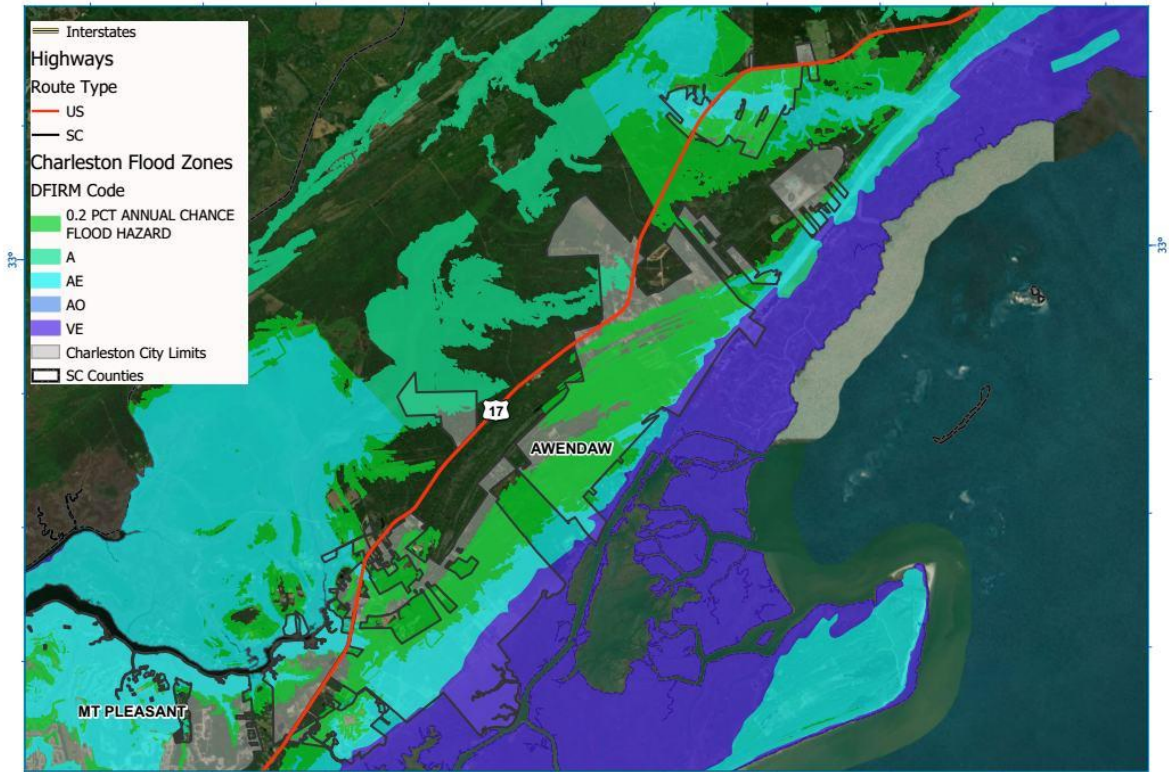 Interstates
Highways
Route Type
US
SC
Charleston Flood Zones
DFIRM Code
0.2 PCT ANNUAL CHANCE
FLOOD HAZARD
A
AE
AO
VE
Charleston City Limits
SC Counties
33°
33°
17
AWENDAW
MT PLEASANT